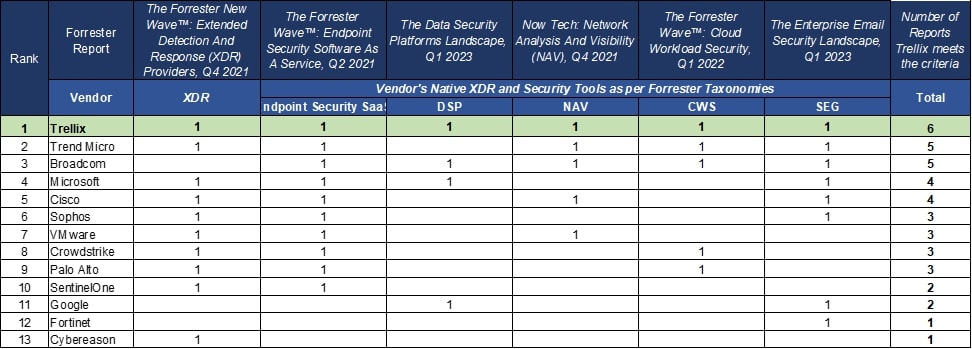 Rank
Forrester
Report
The Forrester New
Wave™: Extended
Detection And
Response (XDR)
Providers, Q4 2021
The Forrester
Wave™: Endpoint
Security Software As
A Service, Q2 2021
The Data Security
Platforms Landscape,
Q1 2023
Now Tech: Network
Analysis And Visibility
(NAV), Q4 2021
The Forrester
Wave™: Cloud
Workload Security,
Q1 2022
The Enterprise Email
Security Landscape,
Q1 2023
Number of
Reports
Trellix meets
the criteria
Vendor
XDR
Vendor's Native XDR and Security Tools as per Forrester Taxonomies
Total
ndpoint Security SaaS
DSP
NAV
CWS
SEG
1 Trellix 1 1 1 1 1 1 6
2 Trend Micro 1 1 1 1 1 5
3 Broadcom 1 1 1 1 1 5
4 Microsoft 1 1 1 1 4
5 Cisco 1 1 1 1 4
6 Sophos 1 1 1 3
7 VMware 1 1 1 3
8 Crowdstrike 1 1 1 3
9 Palo Alto 1 1 1 3
10 SentinelOne 1 1 2
11 Google 1 1 2
12 Fortinet 1 1
13 Cybereason 1 1